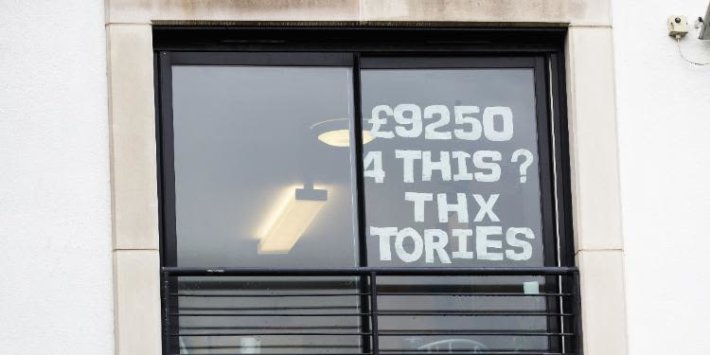 £9250
4 THIS?
THX
TORIES